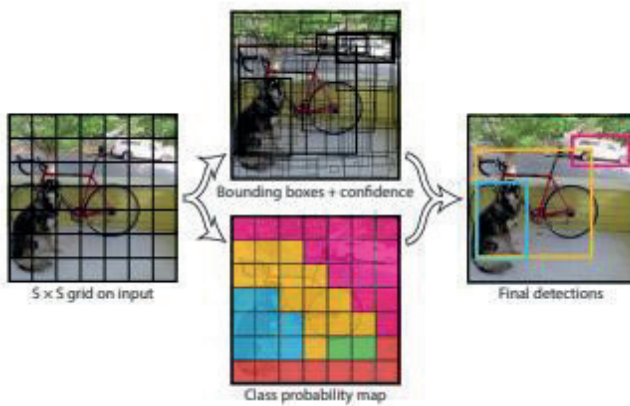 Bounding boxes + confidence
S × S grid on input
Final detections
Class probability map